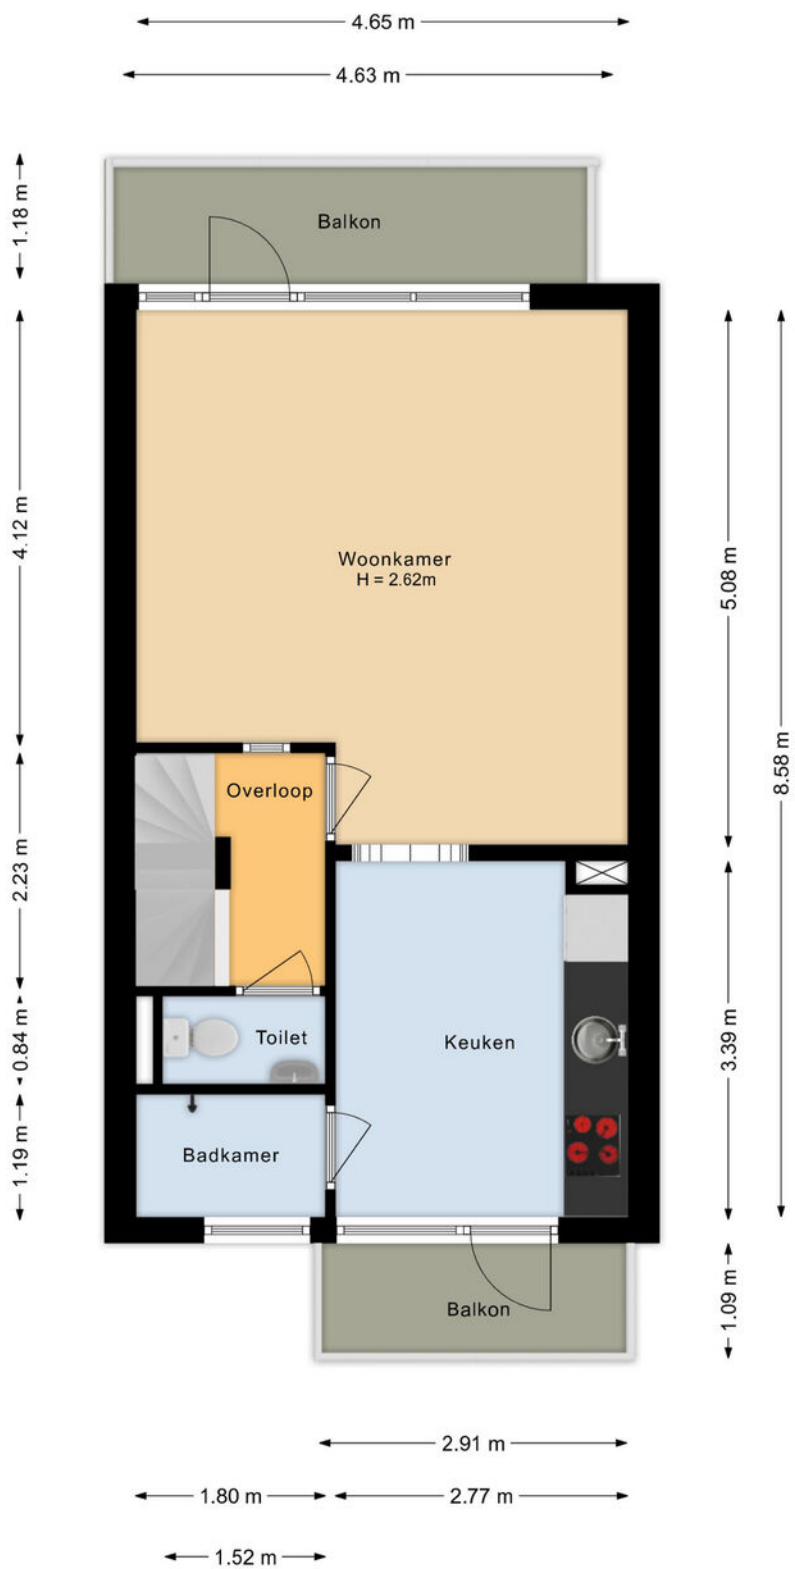 4.65 m
4.63 m
1.18 m
Balkon
4.12 m
Woonkamer
H = 2.62m
5.08 m
8.58 m
Overloop
2.23 m
0.84 m
Toilet
Keuken
3.39 m
1.19 m
Badkamer
Balkon
1.09 m
2.91 m
1.80 m
2.77 m
1.52 m